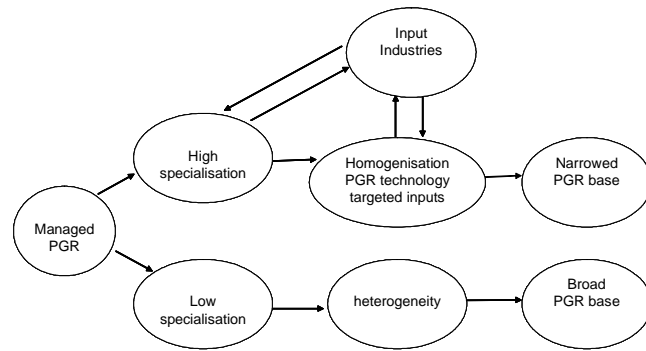 Input
Industries
High
specialisation
Homogenisation
PGR technology
targeted inputs
Narrowed
PGR base
Managed
PGR
Low
specialisation
heterogeneity
Broad
PGR base